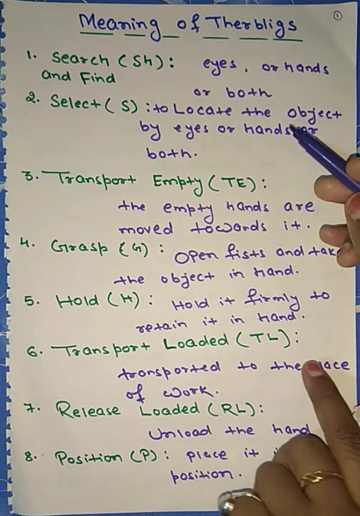 1
Meaning of Therbligs
1. Search (Sh): eyes, or hands
and Find or both
2. Select (S): to Locate the object
by eyes or hands or
both.
3. Transport Empty (TE):
the empty hands are
moved towards it.
4. Grasp (G): open fists and
the object in hand.
5. Hold (H): Hold it firmly to
retain it in hand.
6. Transport Loaded (TL):
transported to the place
of work.
7. Release Loaded (RL):
Unload the hand
8. Position (P): place it
position.